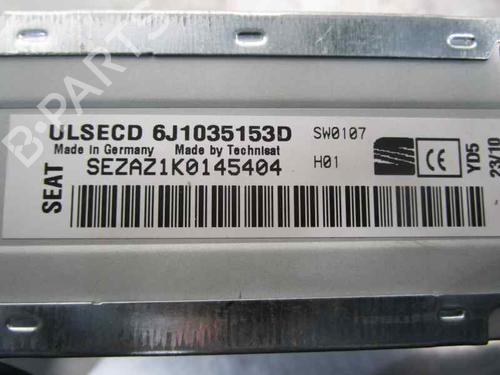 ULSECD 6J1035153D SW0107
Made in Germany Made by Technisat
SEZAZ1K0145404 H01
SEAT
CE
YD5
23/10
B-PARTS